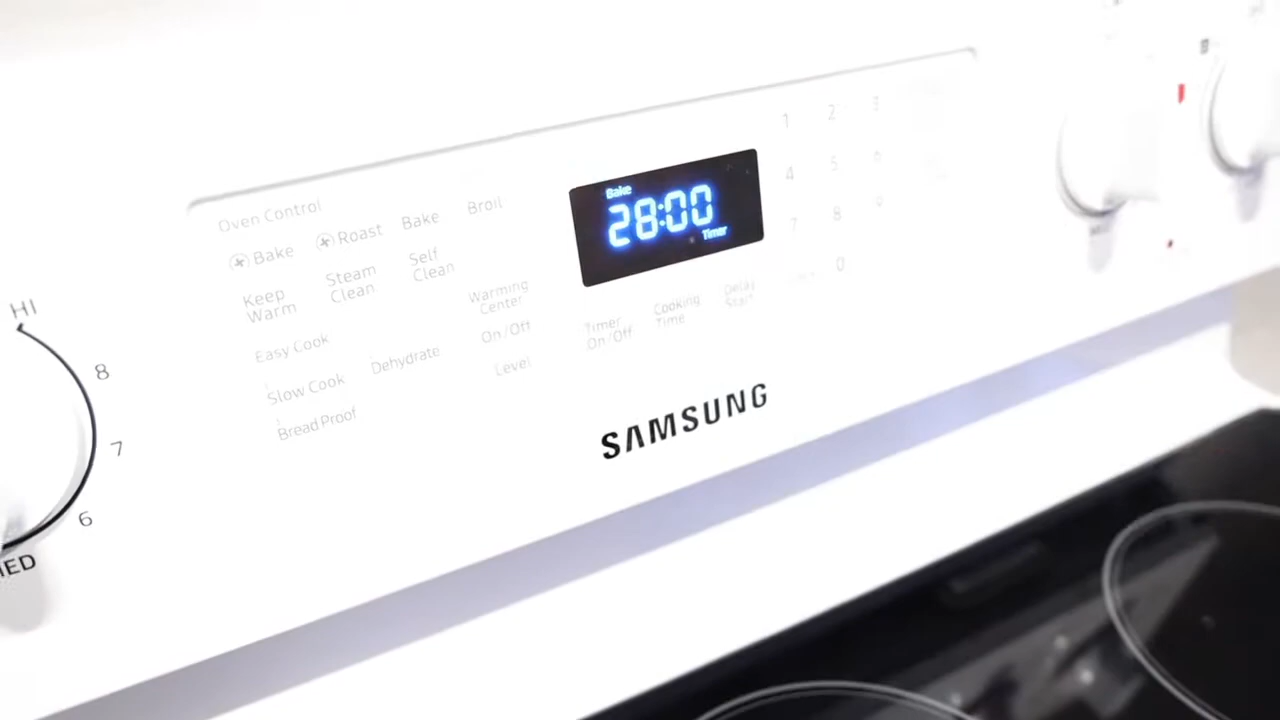 Oven Control
Bake Roast Bake Broil
Keep Warm
Steam Clean
Self Clean
Warming Center
Easy Cook
On/Off
Slow Cook Dehydrate
Level
Bread Proof
Bake
28:00
Timer
Timer On/Off
Cooking Time
Delay Start
1 2 3
4 5 6
7 8 9
0
SAMSUNG
HI
8
7
6